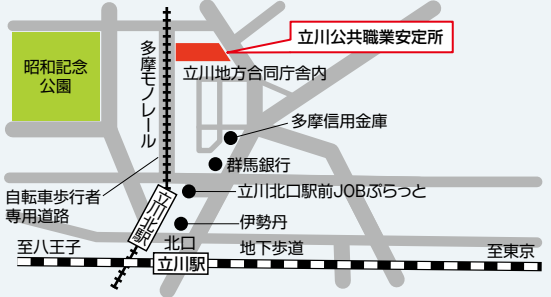 立川公共職業安定所
昭和記念
公園
多摩モノレール
立川地方合同庁舎内
多摩信用金庫
群馬銀行
自転車歩行者
専用道路
立川北口駅前JOBぷらっと
立川北駅
伊勢丹
至八王子
北口
地下歩道
至東京
立川駅